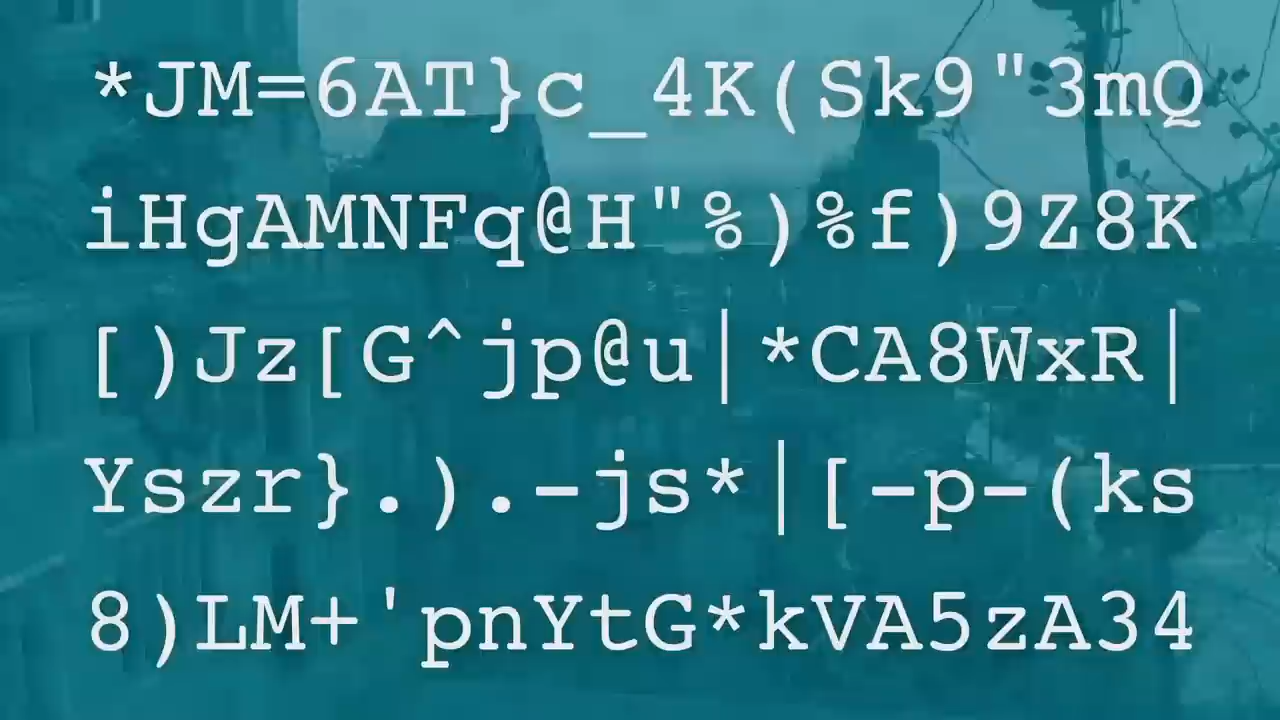 *JM=6AT}c_4K(Sk9"3mQ
iHgAMNFq@H"%)%f)9Z8K
[)Jz[G^jp@u|*CA8WxR|
Yszr}.).-js*|[-p-(ks
8)LM+'pnYtG*kVA5zA34